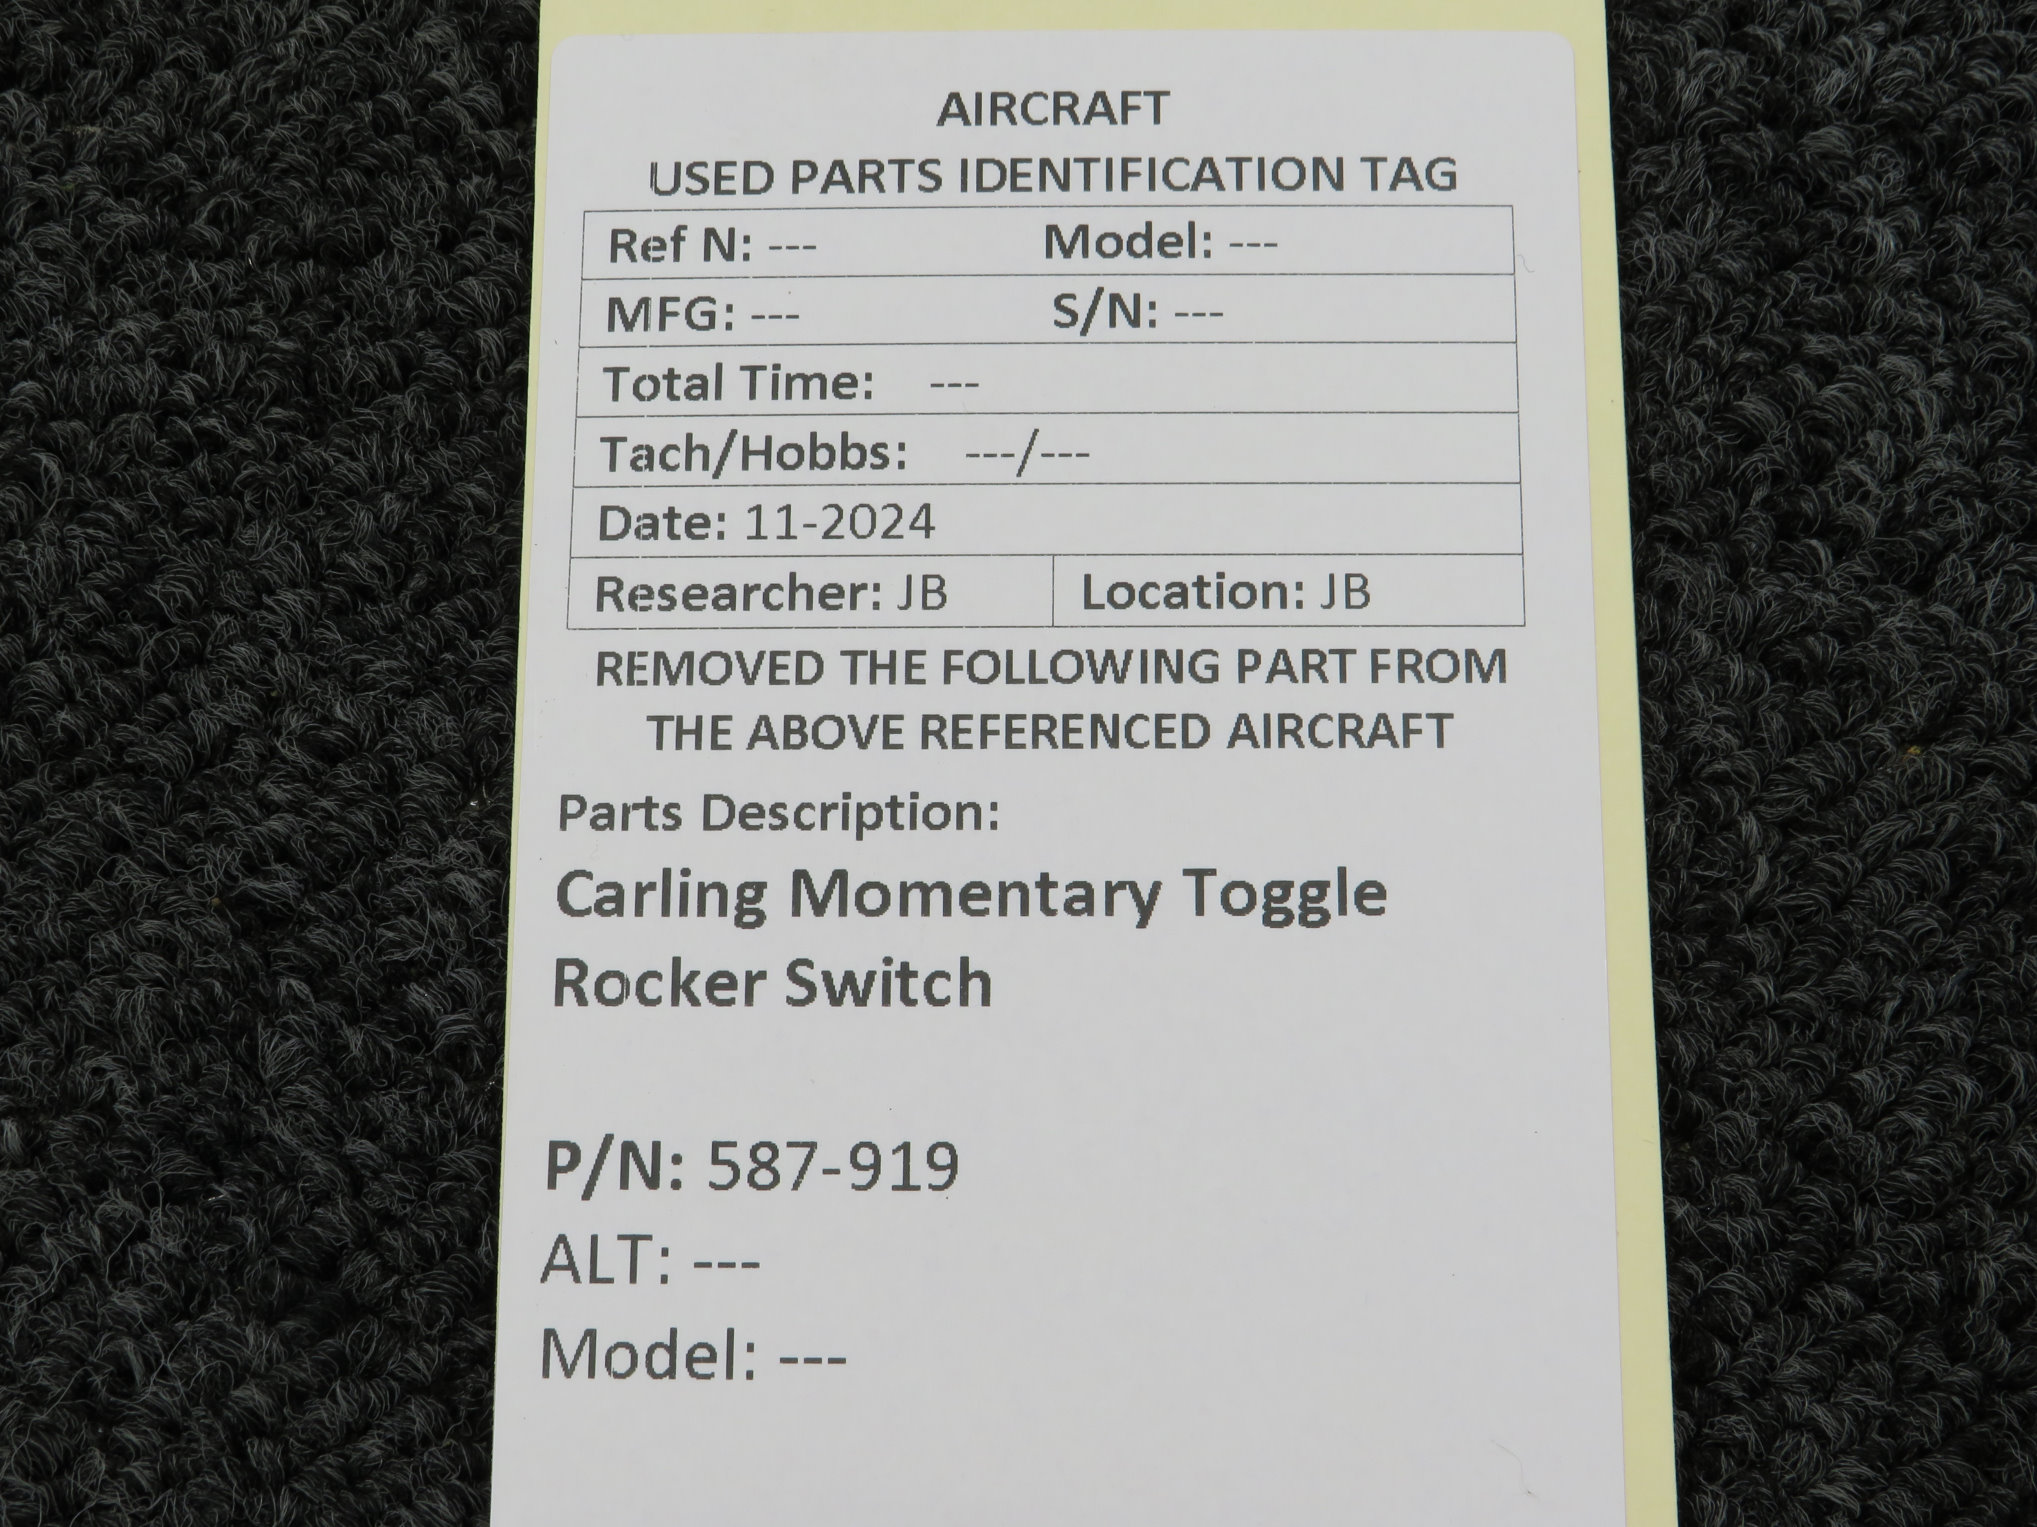 AIRCRAFT
USED PARTS IDENTIFICATION TAG
Ref N: --- Model: ---
MFG: --- S/N: ---
Total Time: ---
Tach/Hobbs: ---/---
Date: 11-2024
Researcher: JB Location: JB
REMOVED THE FOLLOWING PART FROM
THE ABOVE REFERENCED AIRCRAFT
Parts Description:
Carling Momentary Toggle
Rocker Switch
P/N: 587-919
ALT: ---
Model: ---